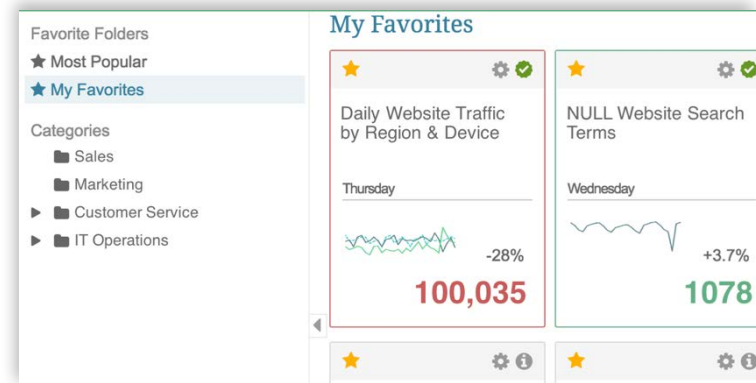 Favorite Folders
Most Popular
My Favorites
Categories
Sales
Marketing
Customer Service
IT Operations
My Favorites
Daily Website Traffic
by Region & Device
Thursday
-28%
100,035
NULL Website Search
Terms
Wednesday
+3.7%
1078